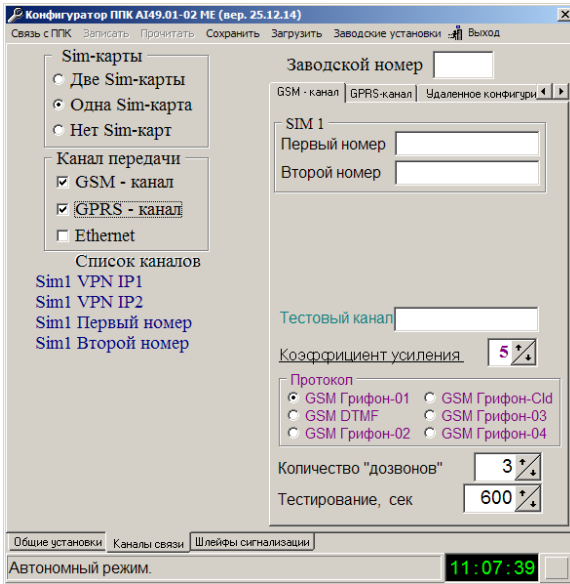 Конфигуратор ППК AI49.01-02 ME (вер. 25.12.14)
Связь с ППК Записать Прочитать Сохранить Загрузить Заводские установки Выход
Sim-карты
Две Sim-карты
Одна Sim-карта
Нет Sim-карт
Канал передачи
GSM - канал
GPRS - канал
Ethernet
Список каналов
Sim1 VPN IP1
Sim1 VPN IP2
Sim1 Первый номер
Sim1 Второй номер
Заводской номер
GSM - канал GPRS-канал Удаленное конфигури
SIM 1
Первый номер
Второй номер
Тестовый канал
Коэффициент усиления 5
Протокол
GSM Грифон-01 GSM Грифон-Cld
GSM DTMF GSM Грифон-03
GSM Грифон-02 GSM Грифон-04
Количество "дозвонов" 3
Тестирование, сек 600
Общие установки Каналы связи Шлейфы сигнализации
Автономный режим. 11:07:39